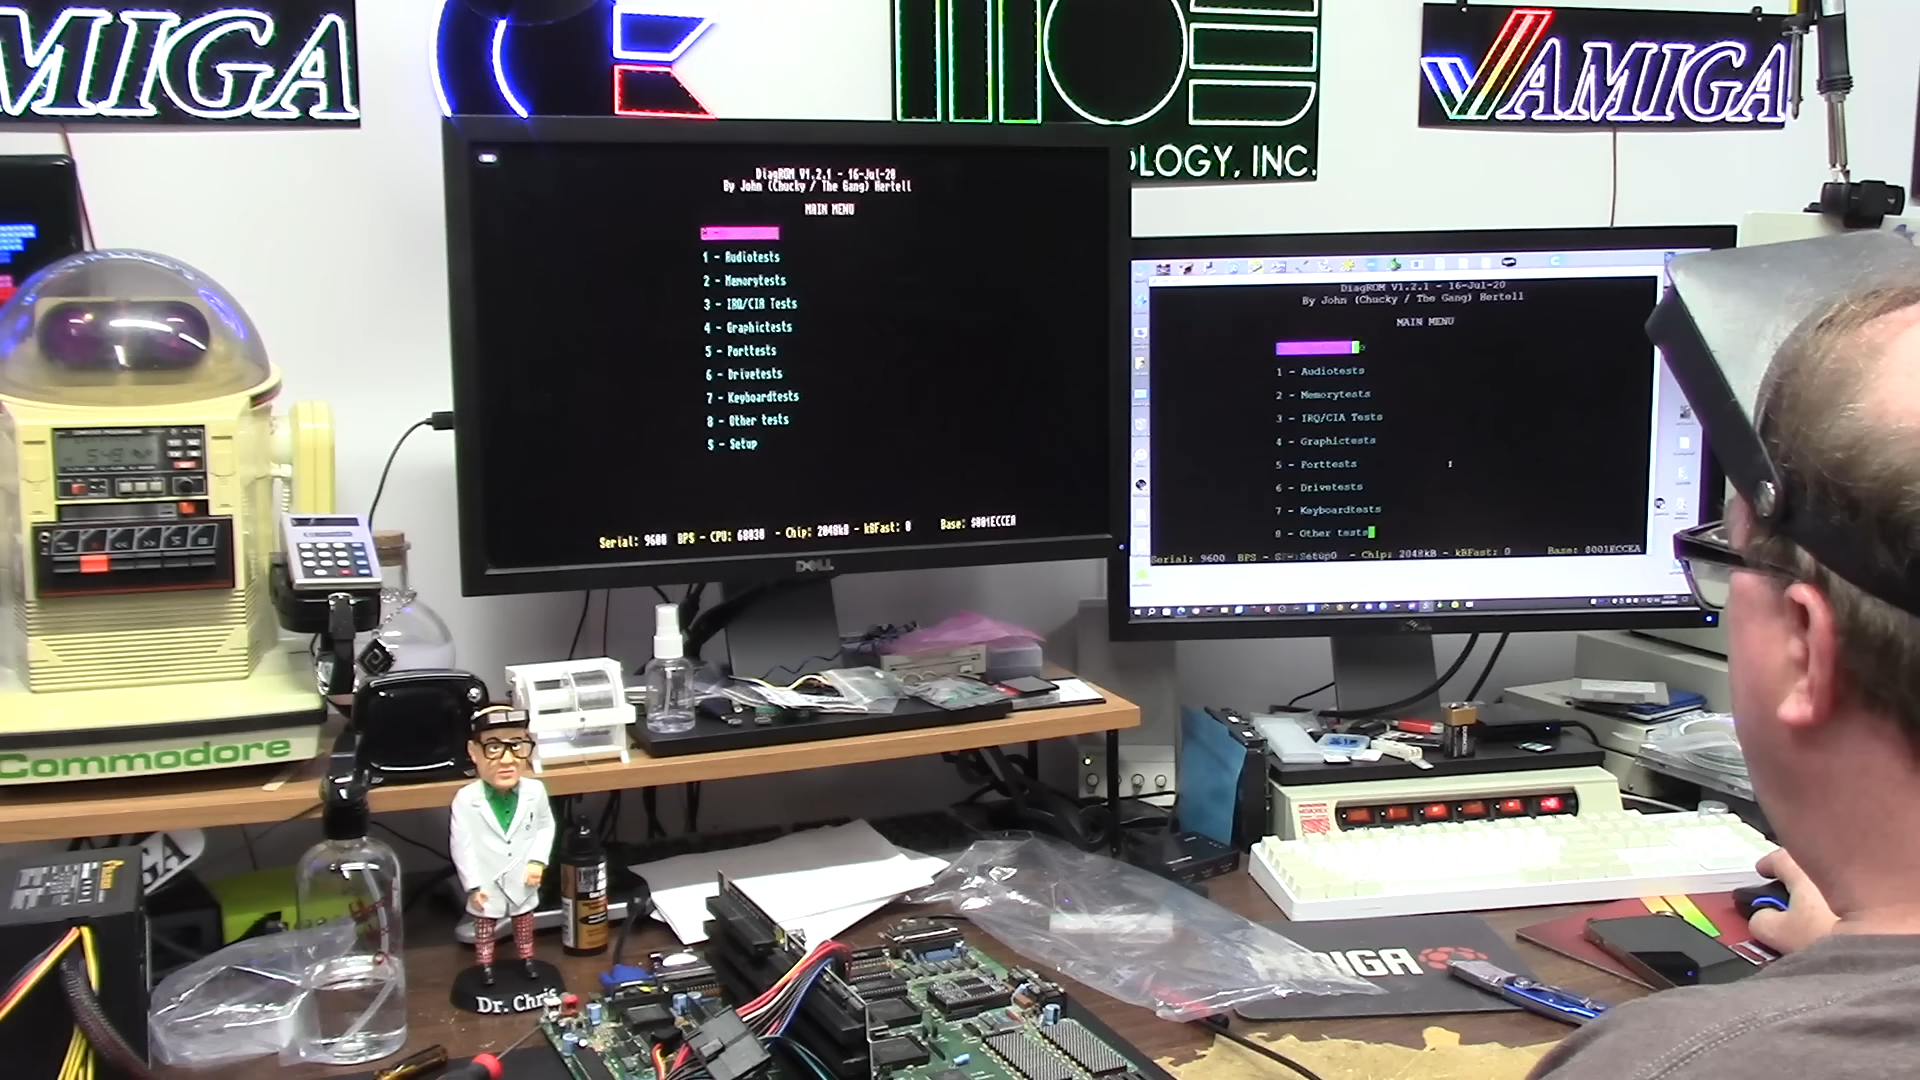 MIGA
OLOGY, INC.
AMIGA
DiagROM V1.2.1 - 16-Jul-20
By John (Chucky / The Gang) Hertell
MAIN MENU
1 - Audiotests
2 - Memorytests
3 - IRQ/CIA Tests
4 - Graphictests
5 - Porttests
6 - Drivetests
7 - Keyboardtests
8 - Other tests
S - Setup
Serial: 9600 BPS - CPU: 68030 - Chip: 2048kB - kBFast: 0 Base: $001ECCEA
DELL
DiagROM V1.2.1 - 16-Jul-20
By John (Chucky / The Gang) Hertell
MAIN MENU
1 - Audiotests
2 - Memorytests
3 - IRQ/CIA Tests
4 - Graphictests
5 - Porttests
6 - Drivetests
7 - Keyboardtests
8 - Other tests
Serial: 9600 BPS - Setup - Chip: 2048kB - kBFast: 0 Base: $001ECCEA
Commodore
Dr. Chris
AMIGA